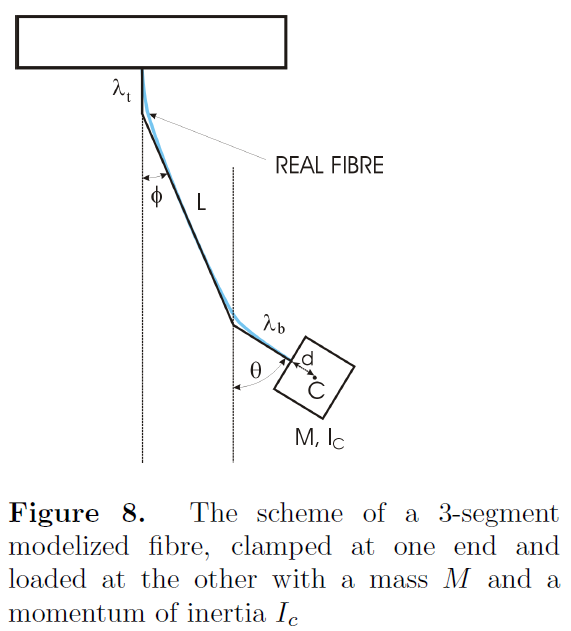 λt
REAL FIBRE
ϕ
L
λb
d
θ
C
M, IC
Figure 8. The scheme of a 3-segment
modelized fibre, clamped at one end and
loaded at the other with a mass M and a
momentum of inertia Ic